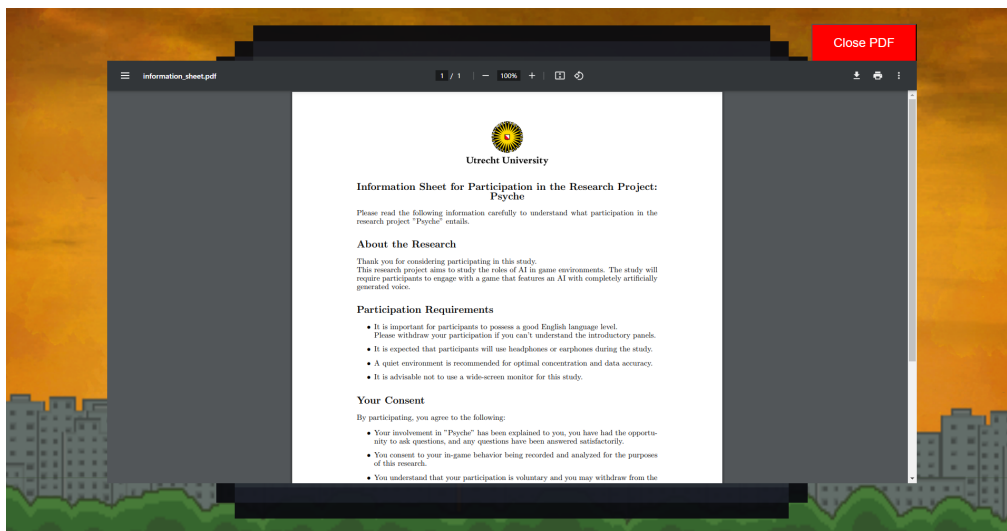 Close PDF
information_sheet.pdf
1 / 1
100%
Utrecht University
Information Sheet for Participation in the Research Project:
Psyche
Please read the following information carefully to understand what participation in the
research project "Psyche" entails.
About the Research
Thank you for considering participating in this study.
This research project aims to study the roles of AI in game environments. The study will
require participants to engage with a game that features an AI with completely artificially
generated voice.
Participation Requirements
• It is important for participants to possess a good English language level.
Please withdraw your participation if you can't understand the introductory panels.
• It is expected that participants will use headphones or earphones during the study.
• A quiet environment is recommended for optimal concentration and data accuracy.
• It is advisable not to use a wide-screen monitor for this study.
Your Consent
By participating, you agree to the following:
• Your involvement in "Psyche" has been explained to you, you have had the opportu-
nity to ask questions, and any questions have been answered satisfactorily.
• You consent to your in-game behavior being recorded and analyzed for the purposes
of this research.
• You understand that your participation is voluntary and you may withdraw from the